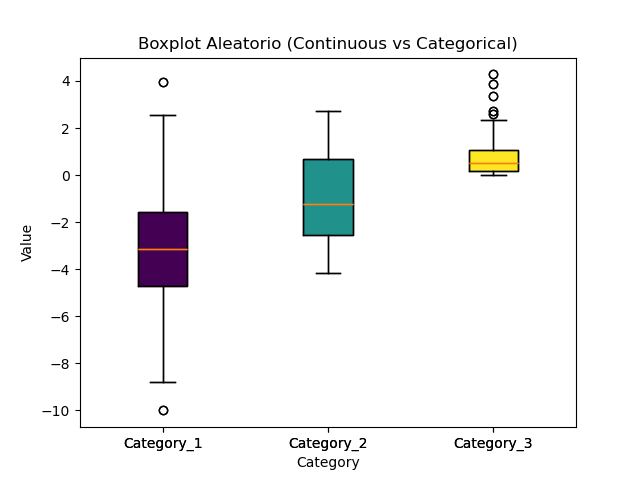 Boxplot Aleatorio (Continuous vs Categorical)
4
2
0
−2
−4
−6
−8
−10
Value
Category_1 Category_2 Category_3
Category